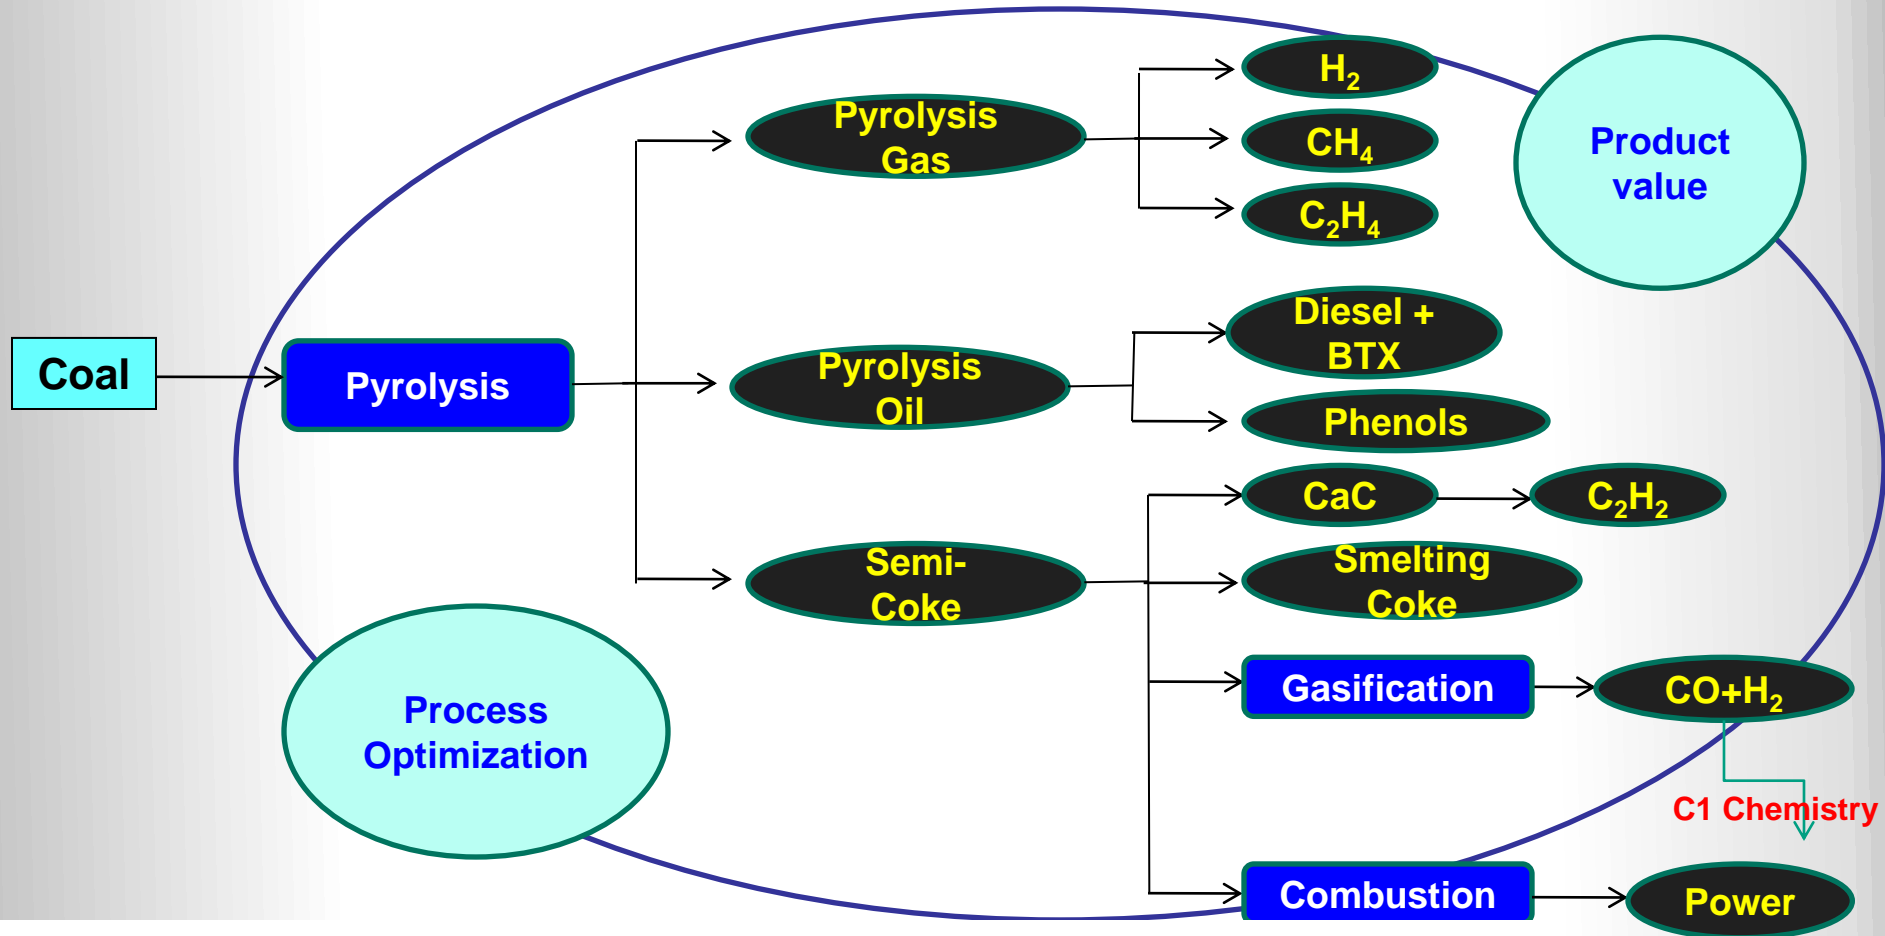 Coal
Pyrolysis
Pyrolysis
Gas
H₂
CH₄
C₂H₄
Product
value
Pyrolysis
Oil
Diesel +
BTX
Phenols
Semi-
Coke
CaC
C₂H₂
Smelting
Coke
Gasification
CO+H₂
C1 Chemistry
Combustion
Power
Process
Optimization